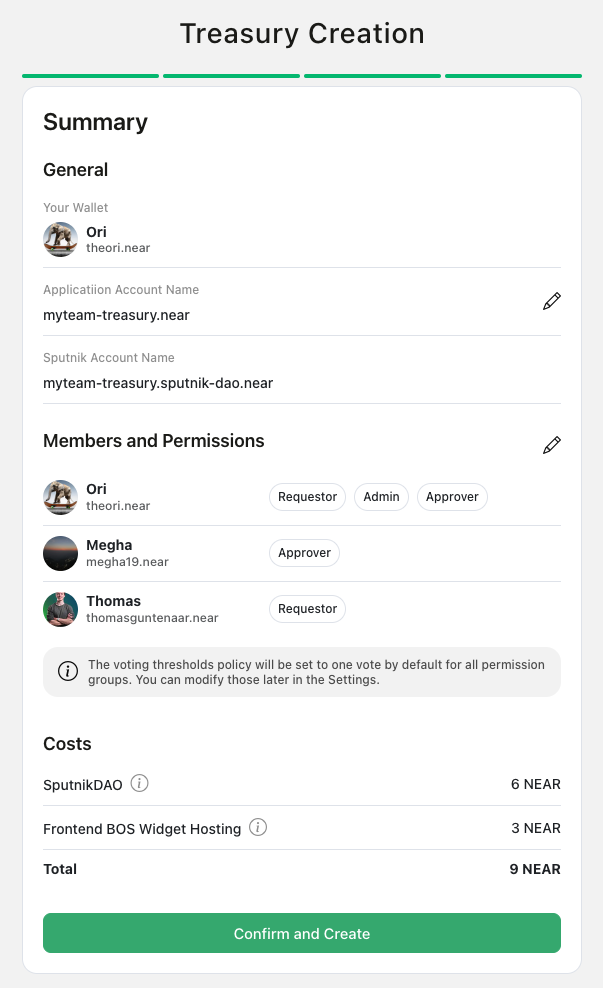 Treasury Creation
Summary
General
Your Wallet
Ori
theori.near
Applicatiion Account Name
myteam-treasury.near
Sputnik Account Name
myteam-treasury.sputnik-dao.near
Members and Permissions
Ori
theori.near
Requestor Admin Approver
Megha
megha19.near
Approver
Thomas
thomasguntenaar.near
Requestor
The voting thresholds policy will be set to one vote by default for all permission
groups. You can modify those later in the Settings.
Costs
SputnikDAO 6 NEAR
Frontend BOS Widget Hosting 3 NEAR
Total 9 NEAR
Confirm and Create